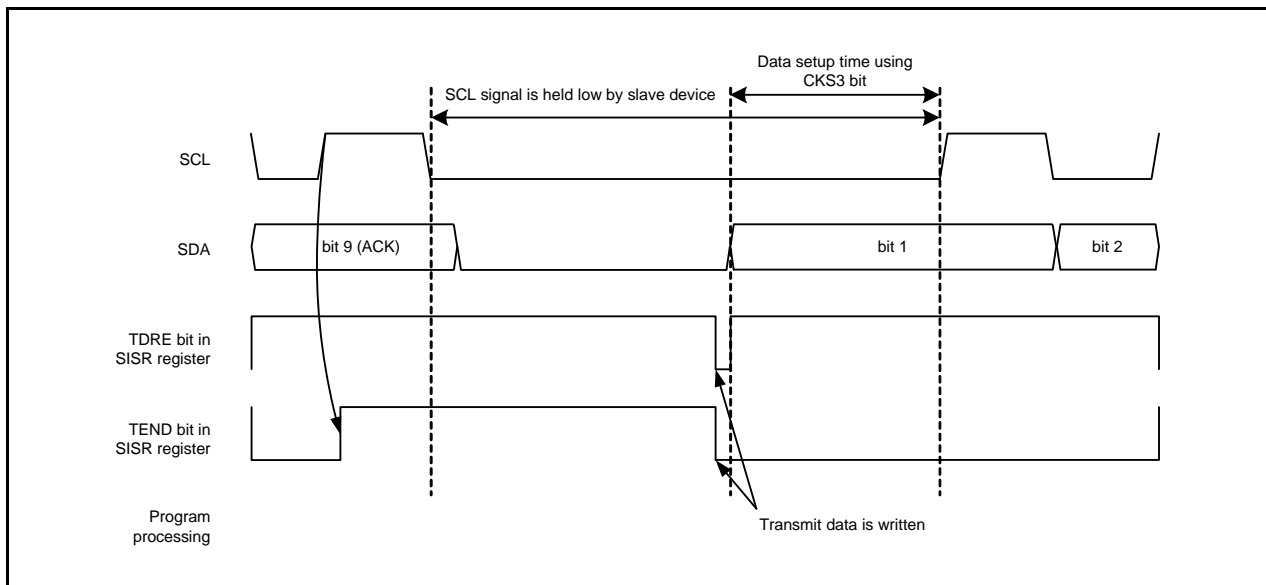 Data setup time using
CKS3 bit
SCL signal is held low by slave device
SCL
SDA
bit 9 (ACK)
bit 1
bit 2
TDRE bit in
SISR register
TEND bit in
SISR register
Program
processing
Transmit data is written